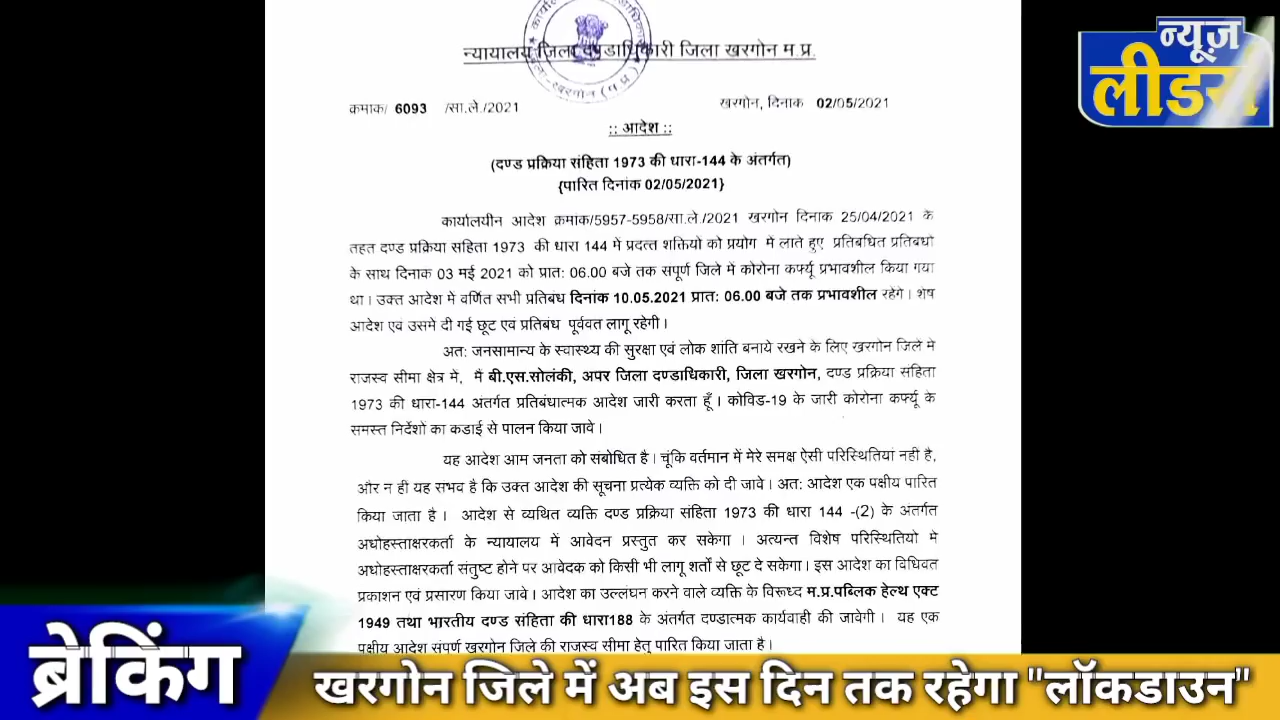 न्यायालय जिला दण्डाधिकारी जिला खरगोन म प्र.
न्यूज़
लीडर
क्रमाक/ 6093 /सा.ले./2021 खरगोन, दिनाक 02/05/2021
:: आदेश ::
(दण्ड प्रक्रिया संहिता 1973 की धारा-144 के अंतर्गत)
{पारित दिनांक 02/05/2021}
कार्यालयीन आदेश क्रमाक/5957-5958/सा.ले./2021 खरगोन दिनाक 25/04/2021 के
तहत दण्ड प्रक्रिया सहिता 1973 की धारा 144 में प्रदत्त शक्तियो को प्रयोग में लाते हुए प्रतिबधित प्रतिबधो
के साथ दिनाक 03 मई 2021 को प्रात: 06.00 बजे तक सपूर्ण जिले में कोरोना कर्फ्यू प्रभावशील किया गया
था। उक्त आदेश मे वर्णित सभी प्रतिबंध दिनांक 10.05.2021 प्रात: 06.00 बजे तक प्रभावशील रहेगे। शेष
आदेश एवं उसमे दी गई छूट एवं प्रतिबंध पूर्ववत लागू रहेगी।
अत: जनसामान्य के स्वास्थ्य की सुरक्षा एवं लोक शांति बनाये रखने के लिए खरगोन जिले मे
राजस्व सीमा क्षेत्र में, मैं बी.एस.सोलंकी, अपर जिला दण्डाधिकारी, जिला खरगोन, दण्ड प्रक्रिया संहिता
1973 की धारा-144 अंतर्गत प्रतिबंधात्मक आदेश जारी करता हूँ। कोविड-19 के जारी कोरोना कर्फ्यू के
समस्त निर्देशों का कडाई से पालन किया जावे।
यह आदेश आम जनता को संबोधित है। चूंकि वर्तमान में मेरे समक्ष ऐसी परिस्थितियां नहीं है,
और न ही यह सभव है कि उक्त आदेश की सूचना प्रत्येक व्यक्ति को दी जावे। अत: आदेश एक पक्षीय पारित
किया जाता है। आदेश से व्यथित व्यक्ति दण्ड प्रक्रिया संहिता 1973 की धारा 144 -(2) के अंतर्गत
अधोहस्ताक्षरकर्ता के न्यायालय में आवेदन प्रस्तुत कर सकेगा। अत्यन्त विशेष परिस्थितियो मे
अधोहस्ताक्षरकर्ता संतुष्ट होने पर आवेदक को किसी भी लागू शर्तो से छूट दे सकेगा। इस आदेश का विधिवत
प्रकाशन एवं प्रसारण किया जावे। आदेश का उल्लंघन करने वाले व्यक्ति के विरूध्द म.प्र.पब्लिक हेल्थ एक्ट
1949 तथा भारतीय दण्ड संहिता की धारा188 के अंतर्गत दण्डात्मक कार्यवाही की जावेगी। यह एक
पक्षीय आदेश संपूर्ण खरगोन जिले की राजस्व सीमा हेतु पारित किया जाता है।
ब्रेकिंग
खरगोन जिले में अब इस दिन तक रहेगा "लॉकडाउन"